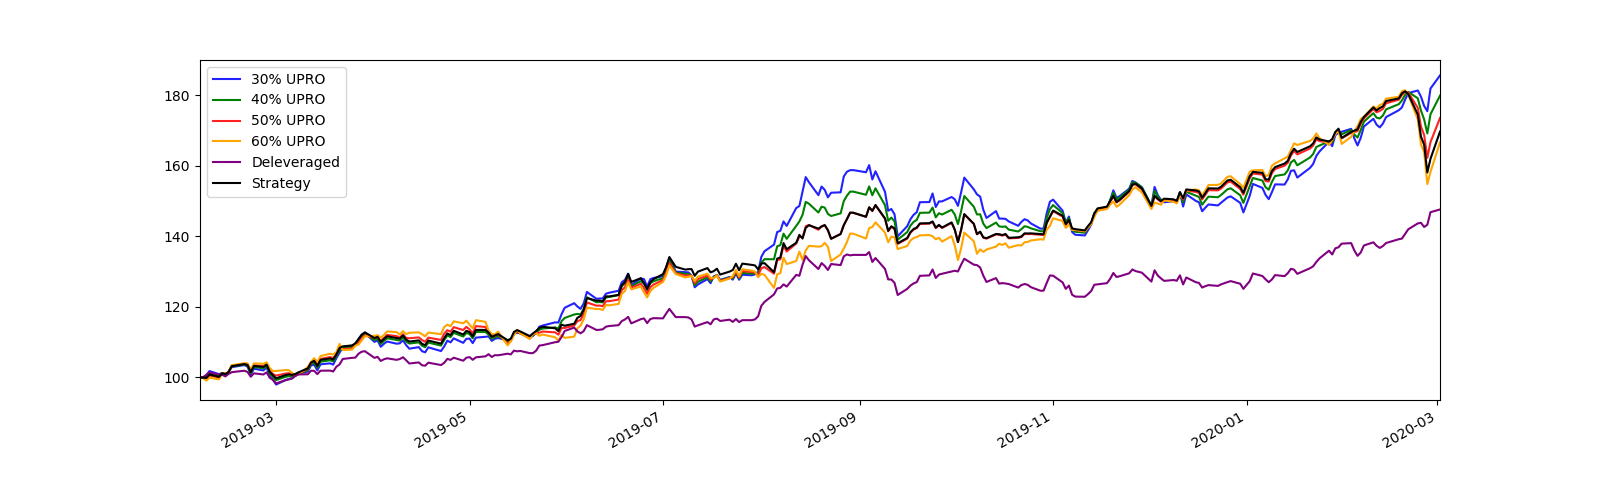 30% UPRO
40% UPRO
50% UPRO
60% UPRO
Deleveraged
Strategy
180
160
140
120
100
2019-03
2019-05
2019-07
2019-09
2019-11
2020-01
2020-03